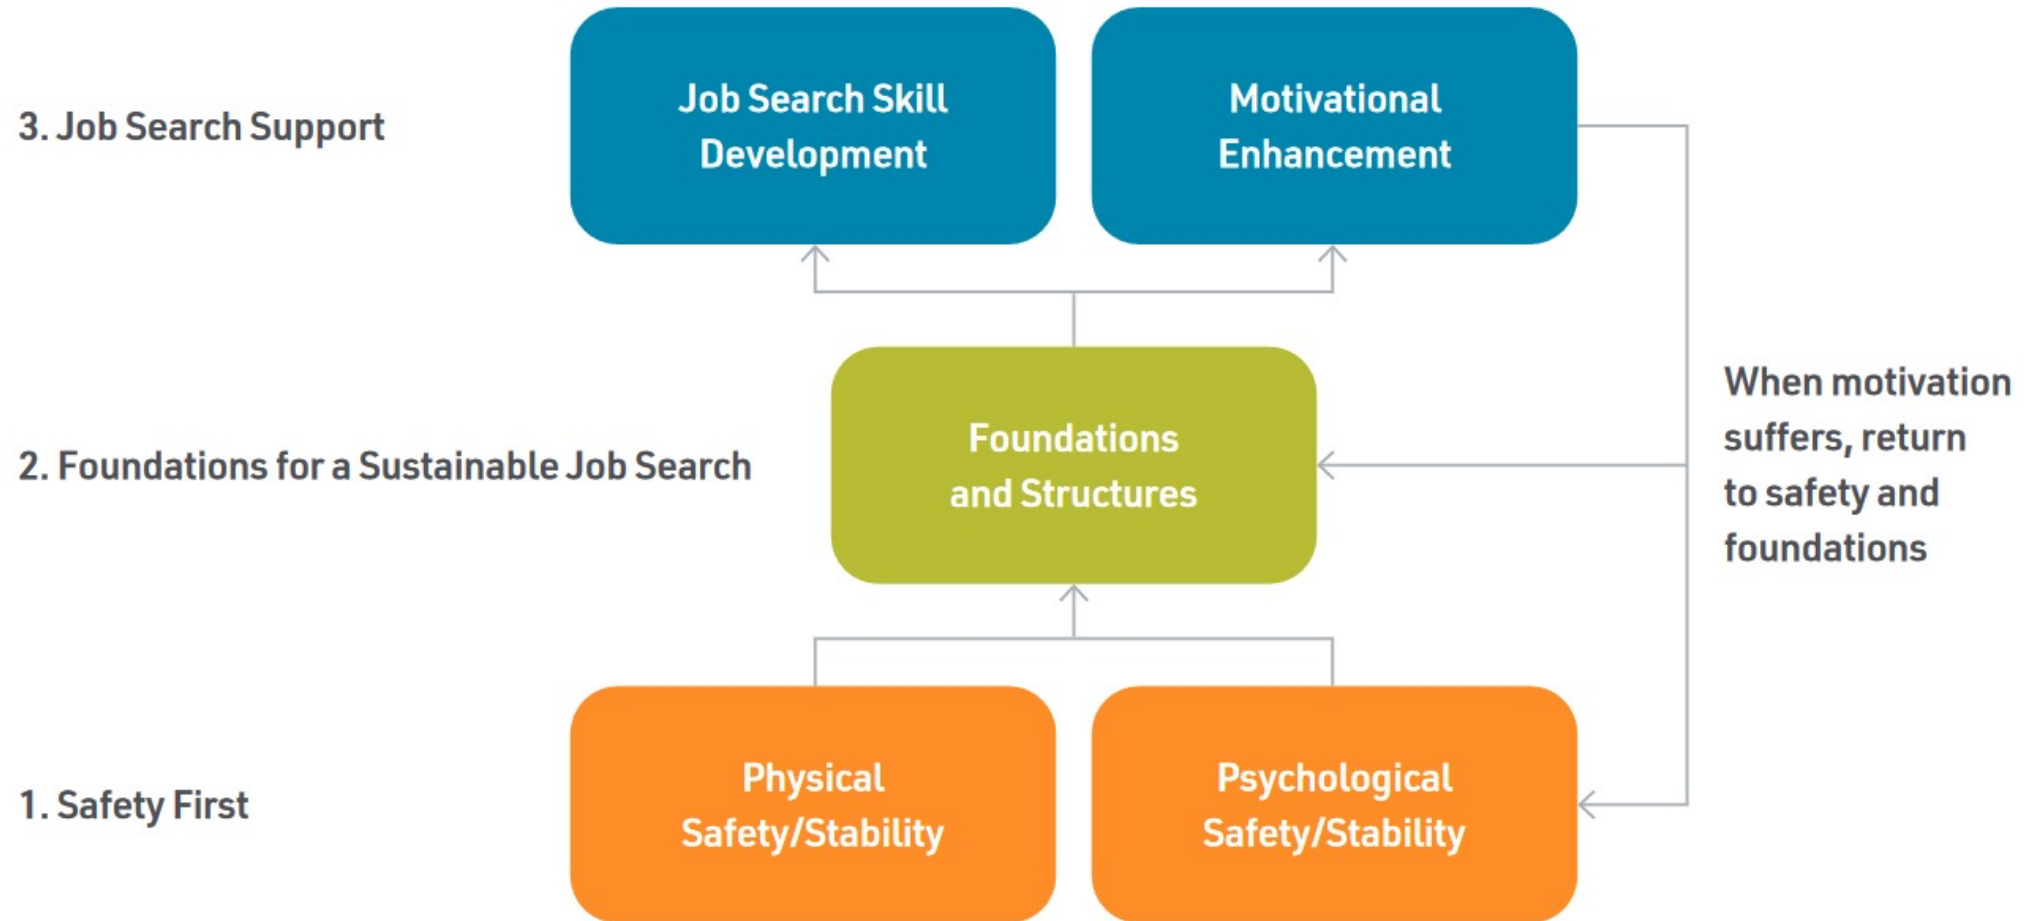 3. Job Search Support
Job Search Skill
Development
Motivational
Enhancement
2. Foundations for a Sustainable Job Search
Foundations
and Structures
When motivation
suffers, return
to safety and
foundations
1. Safety First
Physical
Safety/Stability
Psychological
Safety/Stability